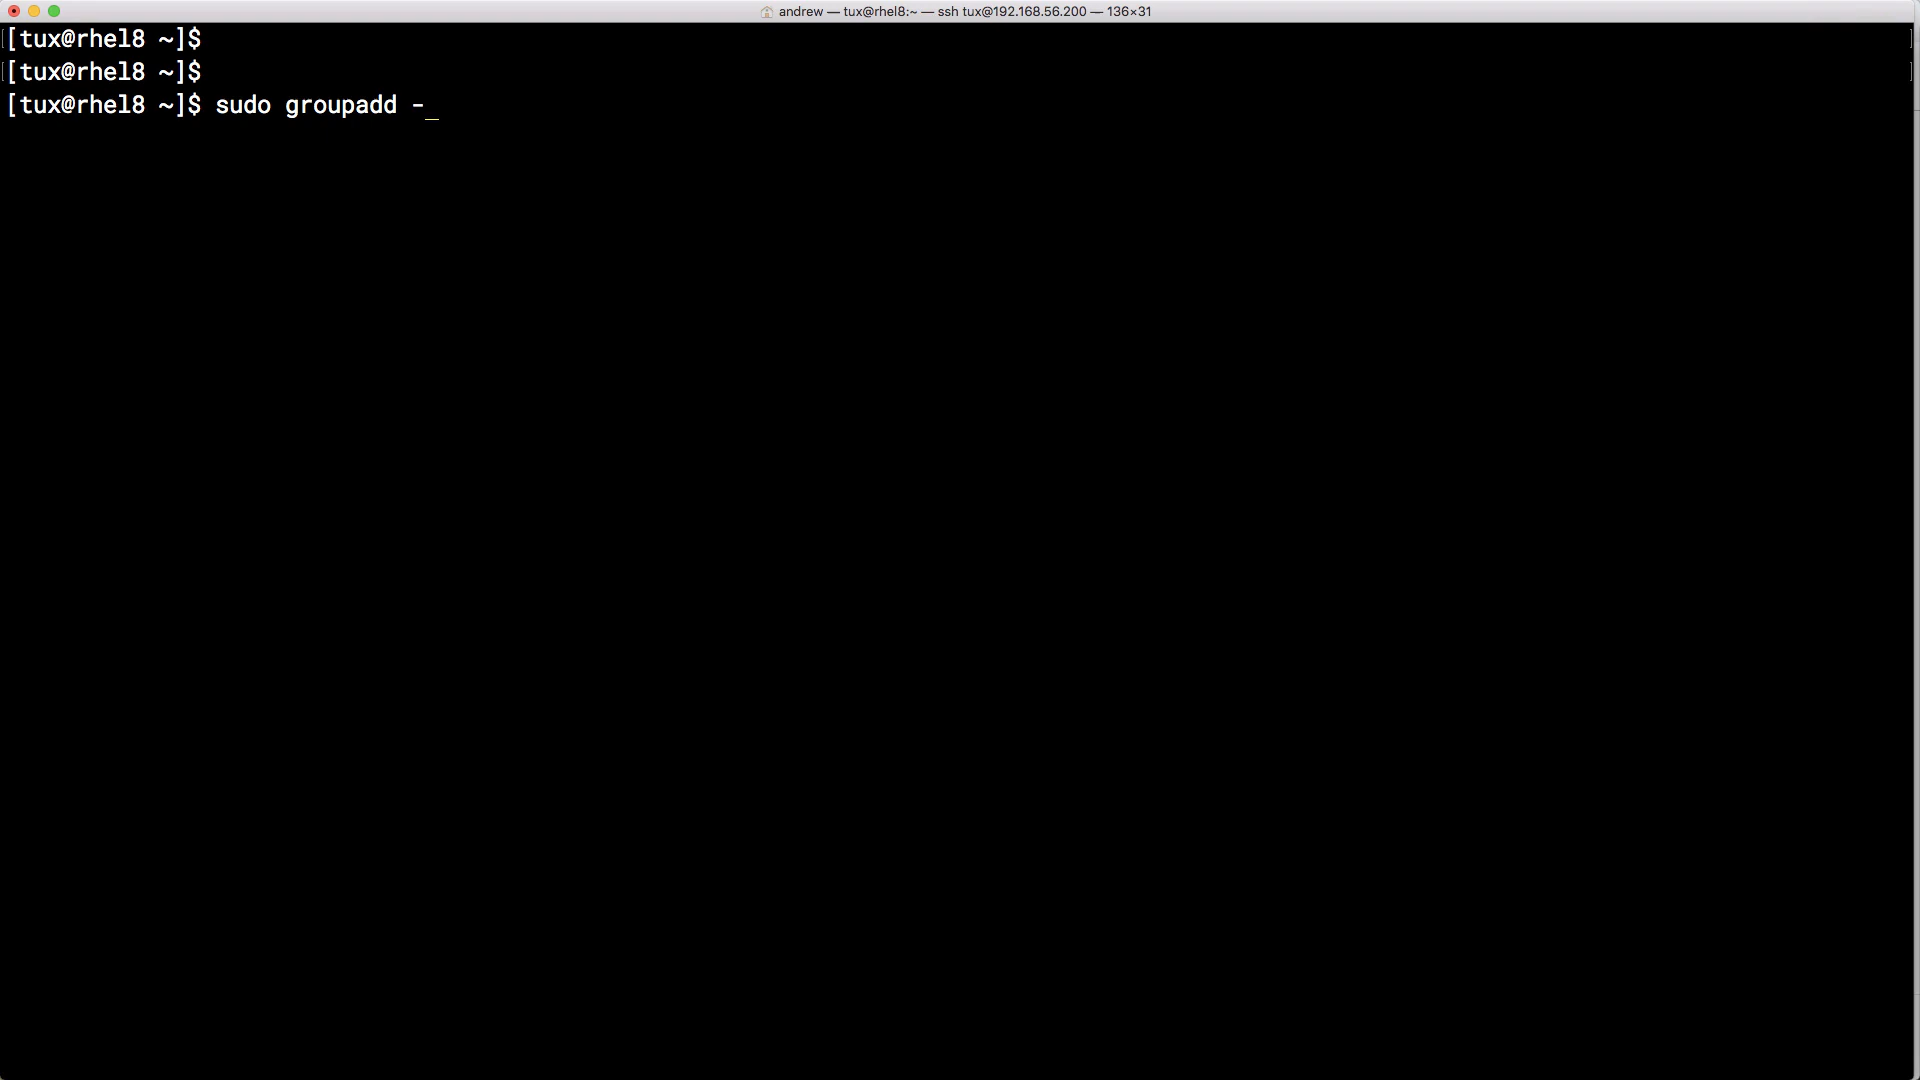 andrew — tux@rhel8:~ — ssh tux@192.168.56.200 — 136×31
[tux@rhel8 ~]$
[tux@rhel8 ~]$
[tux@rhel8 ~]$ sudo groupadd -_